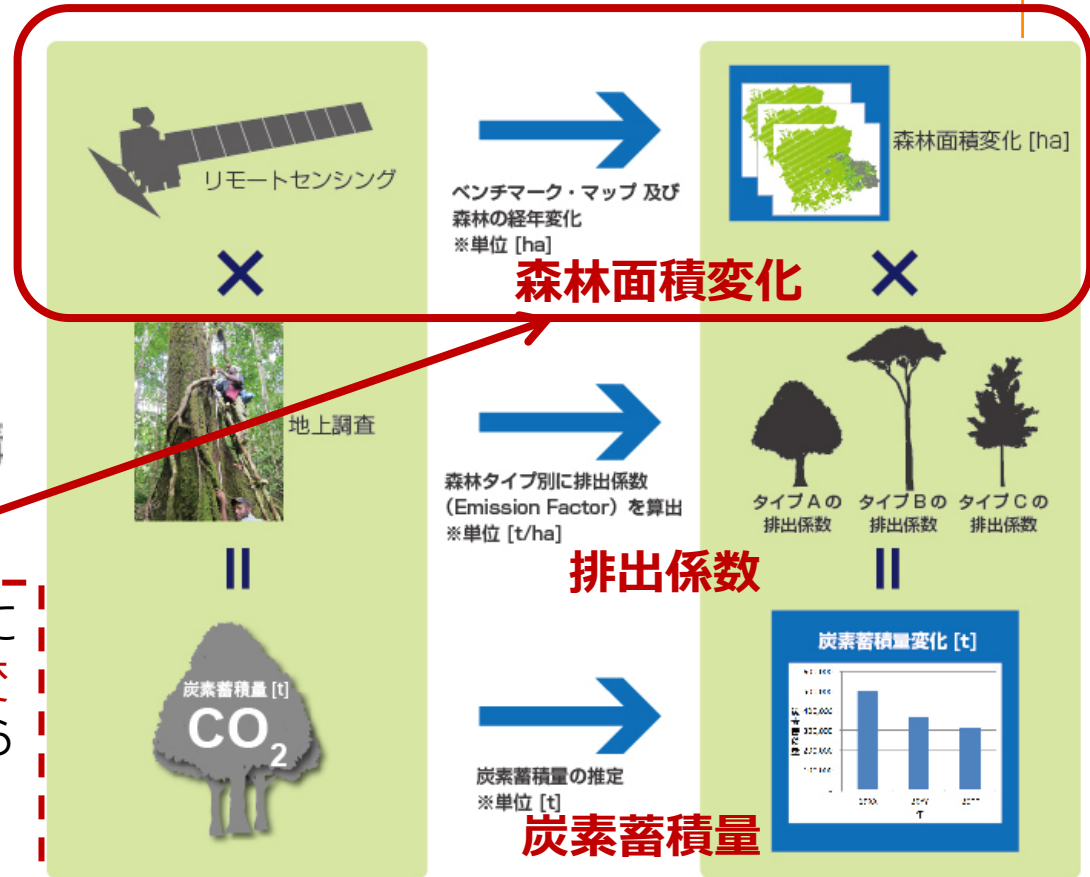 リモートセンシング
ベンチマーク・マップ 及び
森林の経年変化
※単位 [ha]
森林面積変化 [ha]
×
森林面積変化
×
地上調査
森林タイプ別に排出係数
（Emission Factor）を算出
※単位 [t/ha]
タイプAの
排出係数
タイプBの
排出係数
タイプCの
排出係数
排出係数
炭素蓄積量 [t]
CO2
炭素蓄積量の推定
※単位 [t]
炭素蓄積量
炭素蓄積量変化 [t]
年